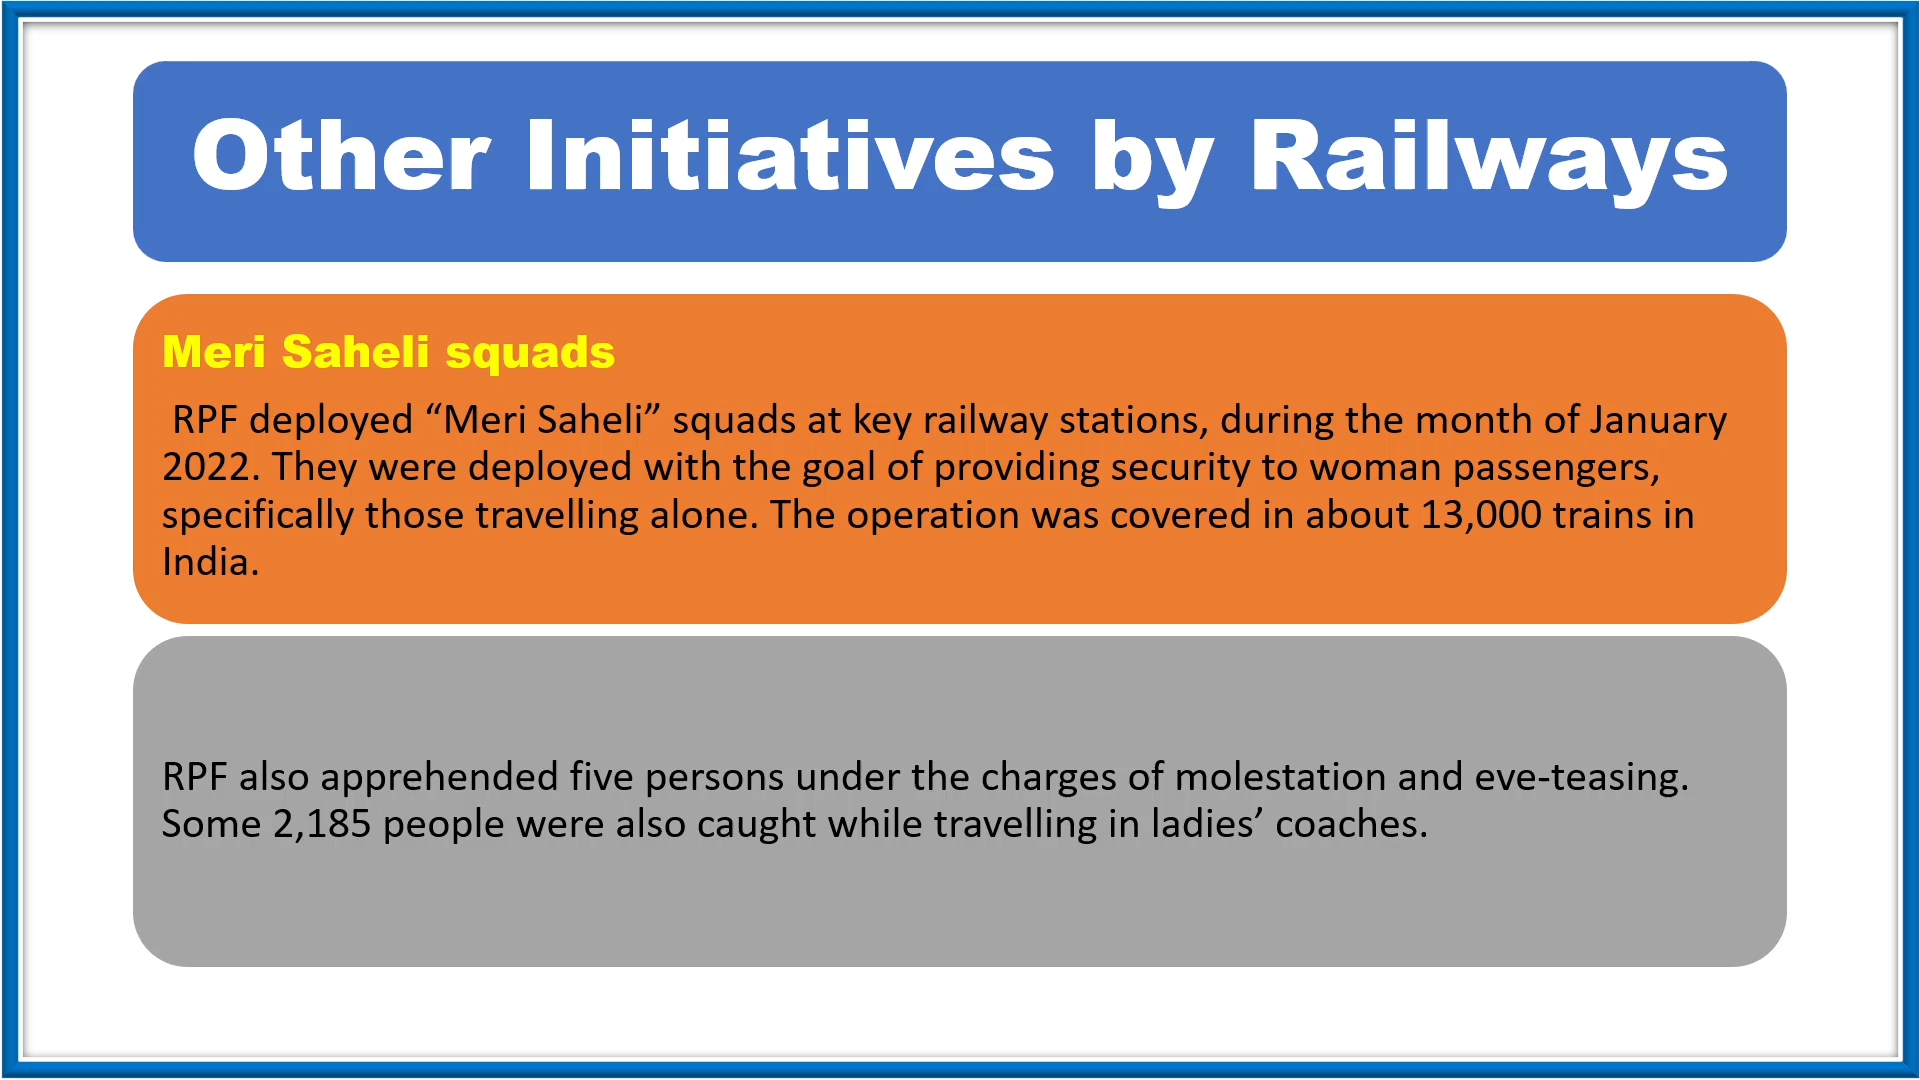 Other Initiatives by Railways
Meri Saheli squads
RPF deployed “Meri Saheli” squads at key railway stations, during the month of January
2022. They were deployed with the goal of providing security to woman passengers,
specifically those travelling alone. The operation was covered in about 13,000 trains in
India.
RPF also apprehended five persons under the charges of molestation and eve-teasing.
Some 2,185 people were also caught while travelling in ladies’ coaches.